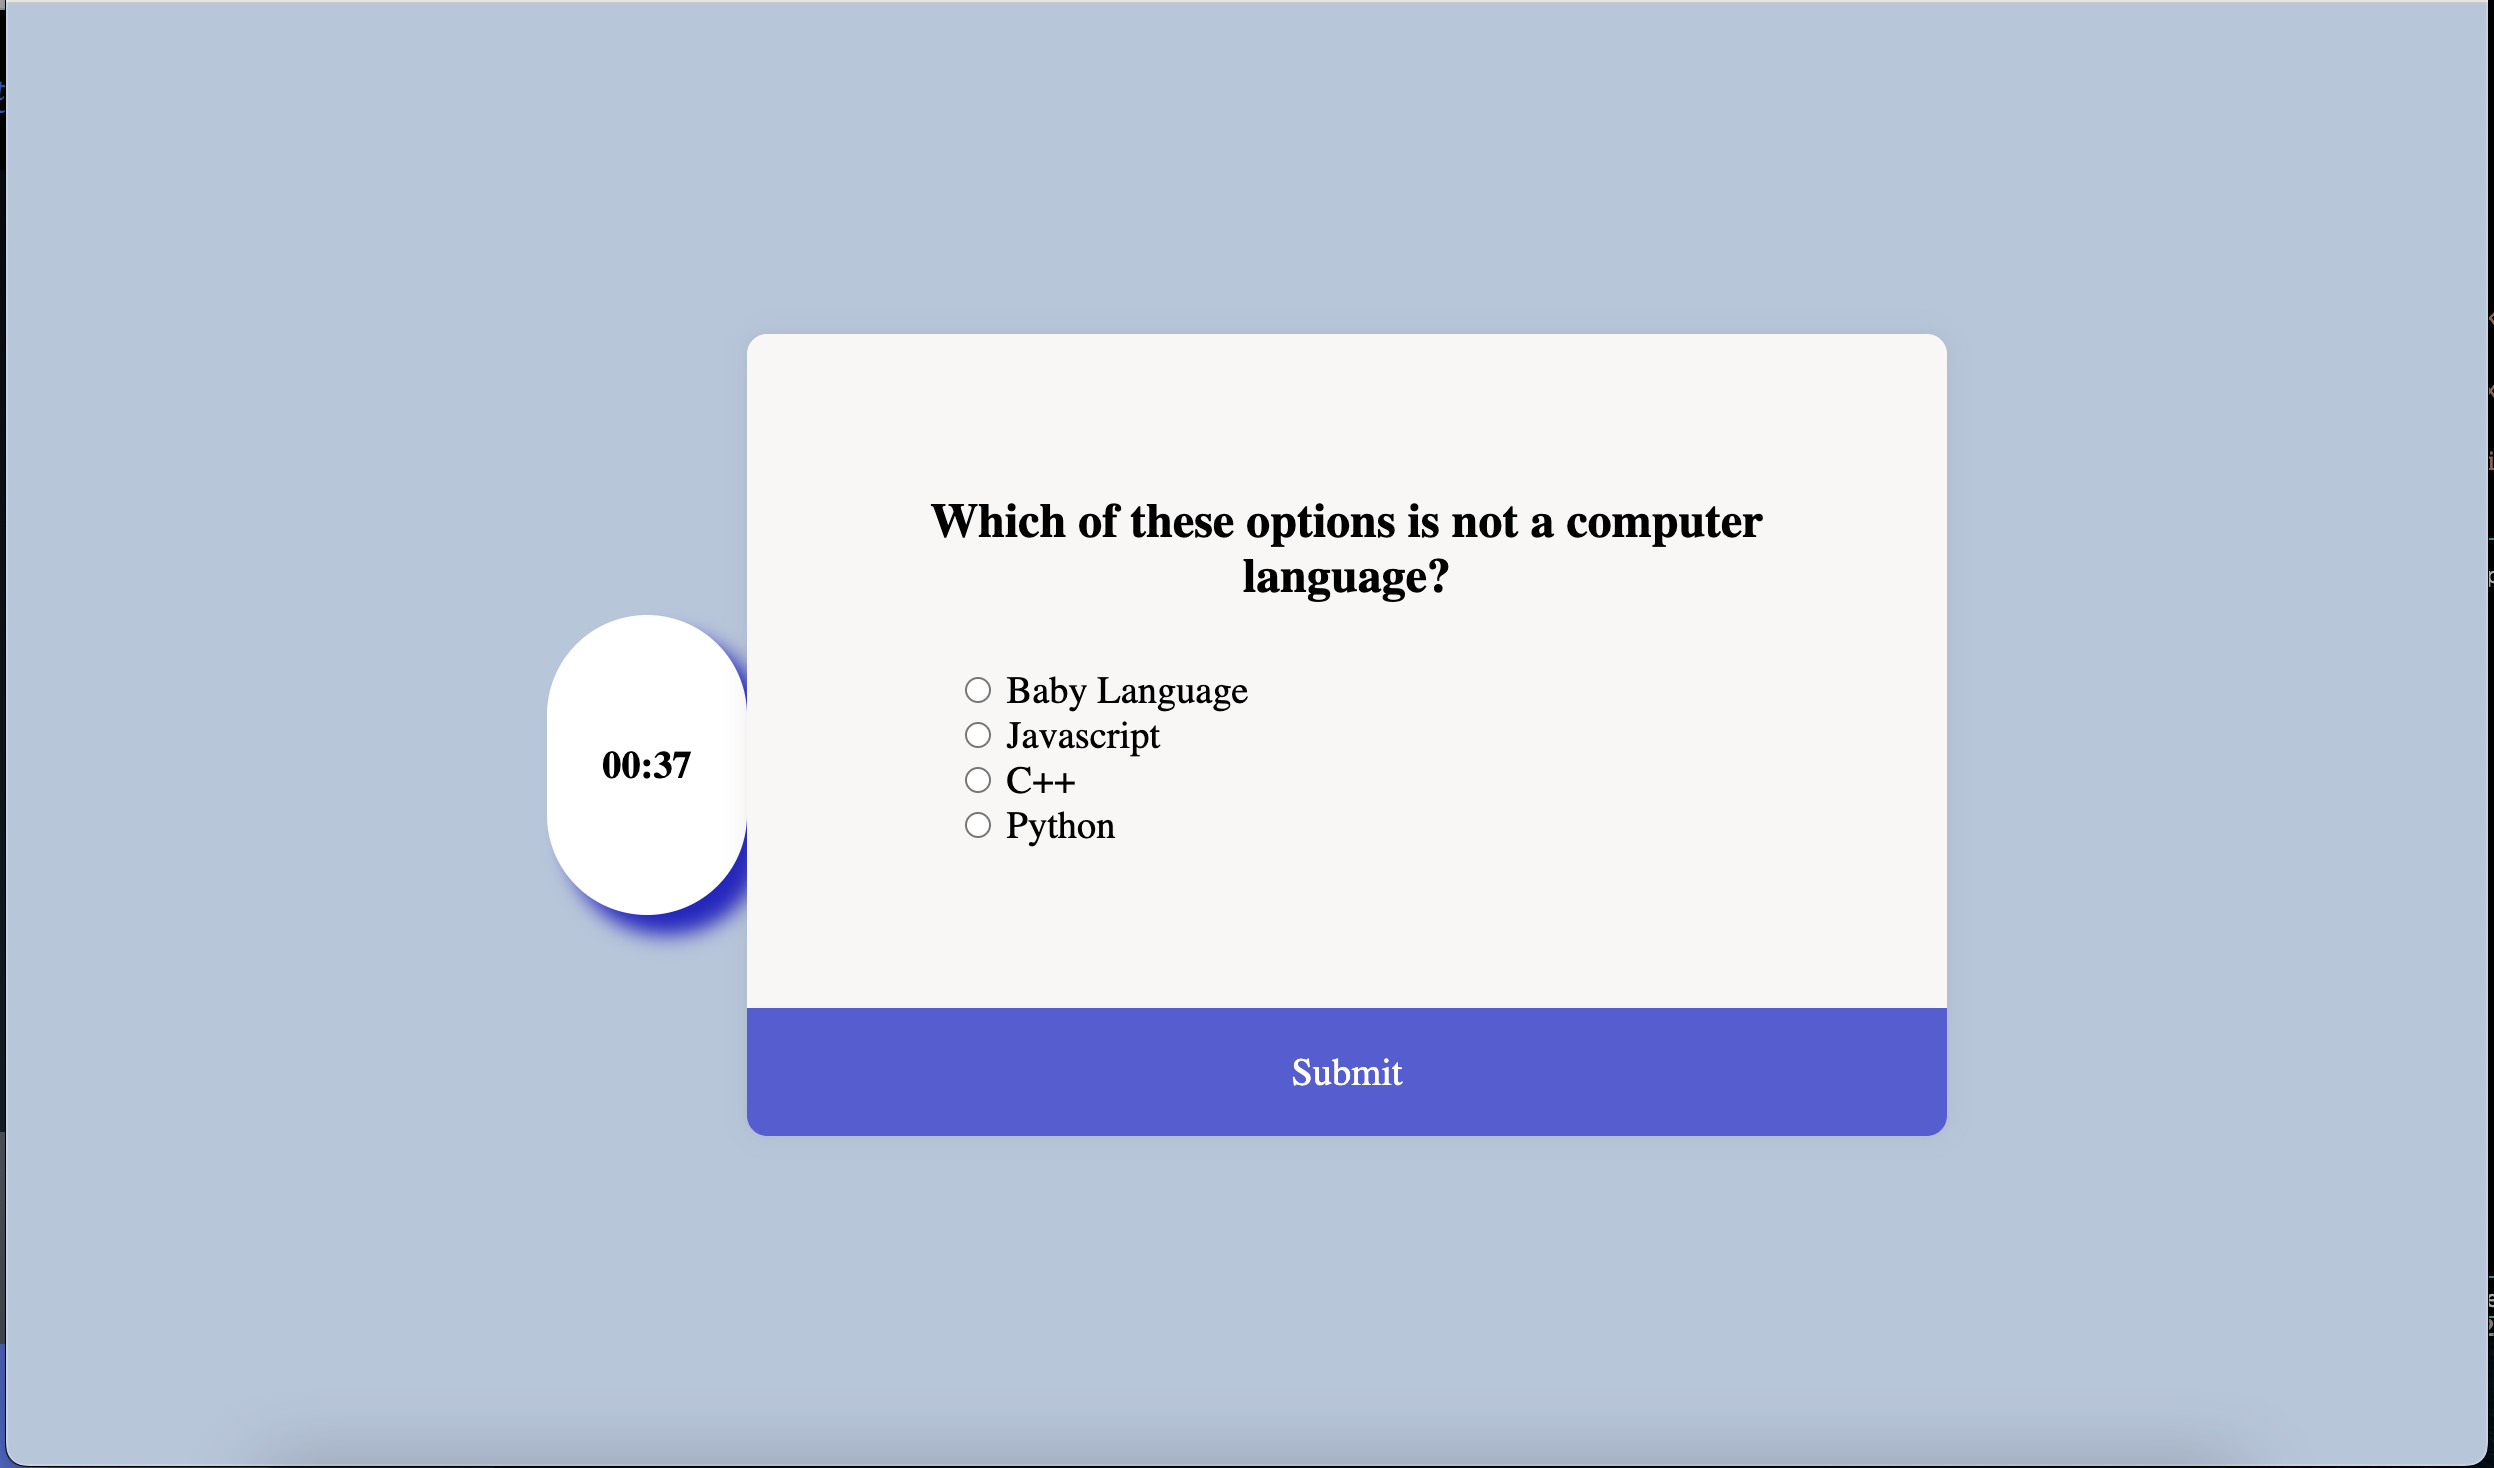 Which of these options is not a computer
language?
Baby Language
Javascript
00:37
C++
Python
Submit